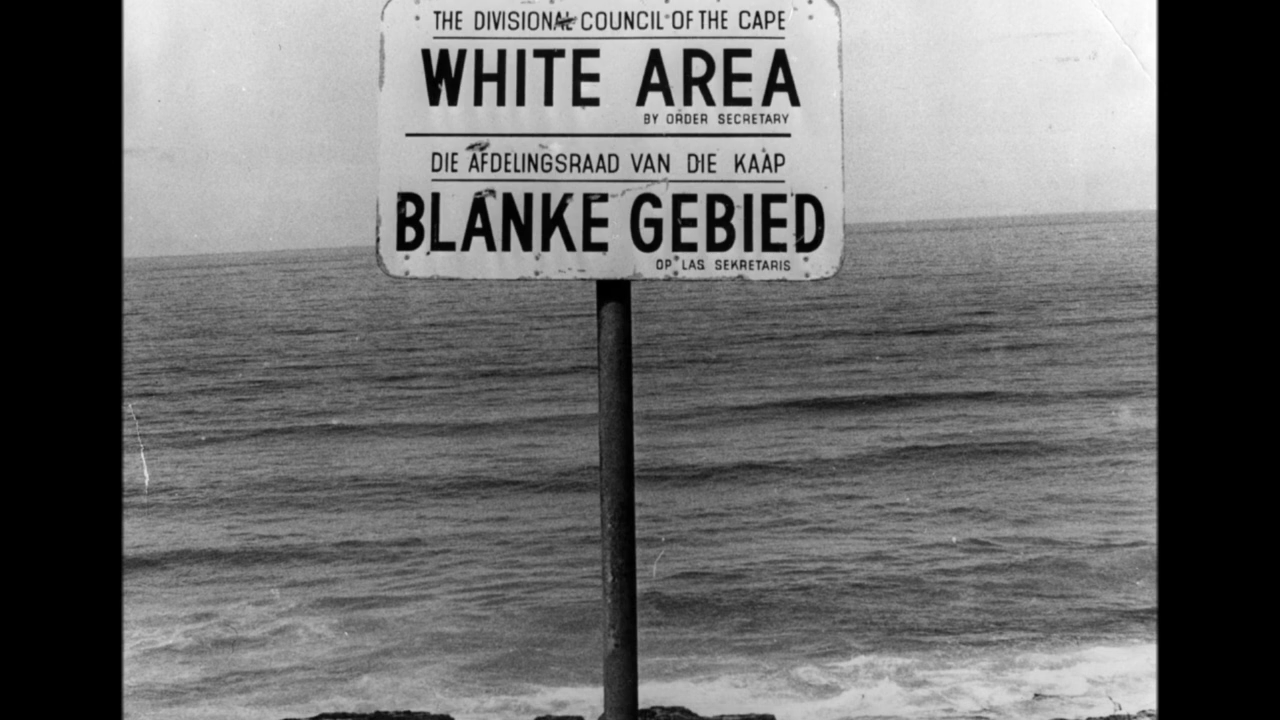 THE DIVISIONAL COUNCIL OF THE CAPE
WHITE AREA
BY ORDER SECRETARY
DIE AFDELINGSRAAD VAN DIE KAAP
BLANKE GEBIED
OP LAS SEKRETARIS